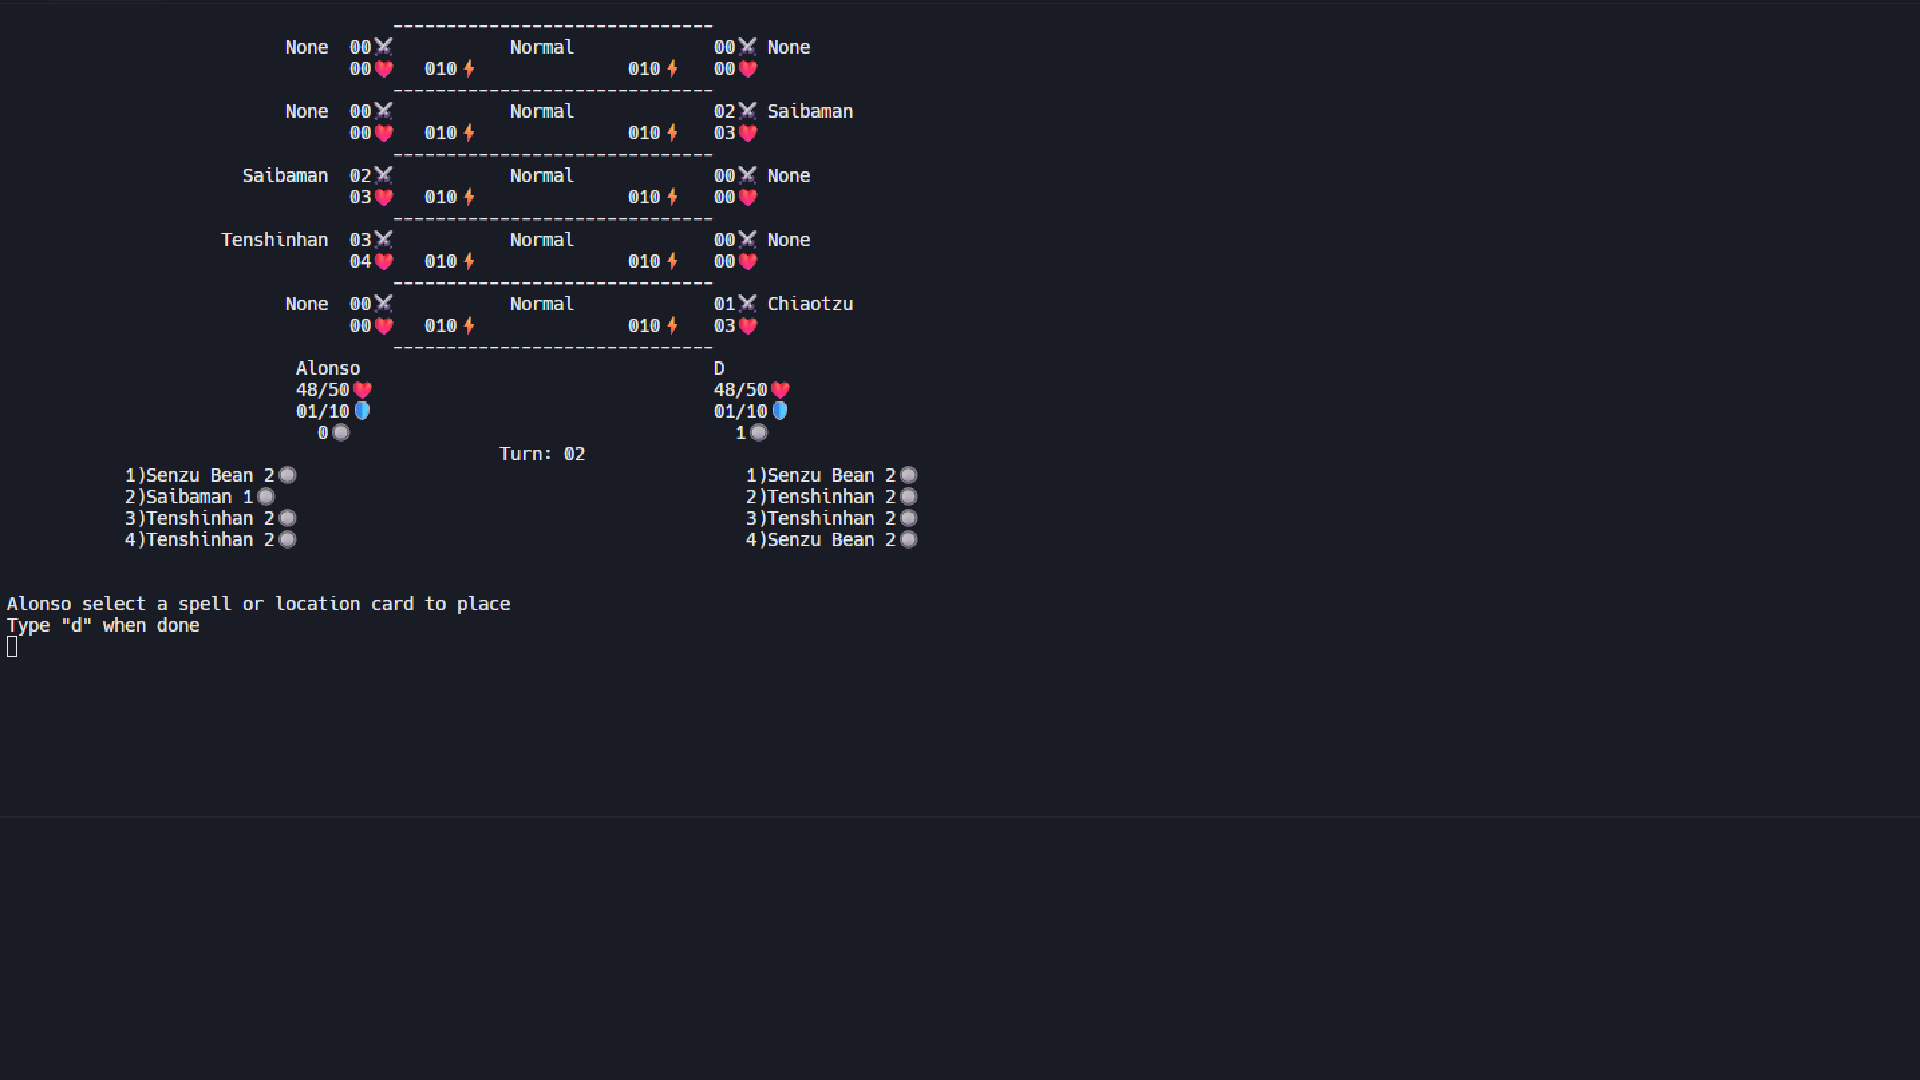 ------------------------------
None 00⚔ Normal 00⚔ None
00❤ 010⚡ 010⚡ 00❤
------------------------------
None 00⚔ Normal 02⚔ Saibaman
00❤ 010⚡ 010⚡ 03❤
------------------------------
Saibaman 02⚔ Normal 00⚔ None
03❤ 010⚡ 010⚡ 00❤
------------------------------
Tenshinhan 03⚔ Normal 00⚔ None
04❤ 010⚡ 010⚡ 00❤
------------------------------
None 00⚔ Normal 01⚔ Chiaotzu
00❤ 010⚡ 010⚡ 03❤
------------------------------
Alonso D
48/50❤ 48/50❤
01/10 01/10
0 1
Turn: 02
1)Senzu Bean 2 1)Senzu Bean 2
2)Saibaman 1 2)Tenshinhan 2
3)Tenshinhan 2 3)Tenshinhan 2
4)Tenshinhan 2 4)Senzu Bean 2
Alonso select a spell or location card to place
Type "d" when done